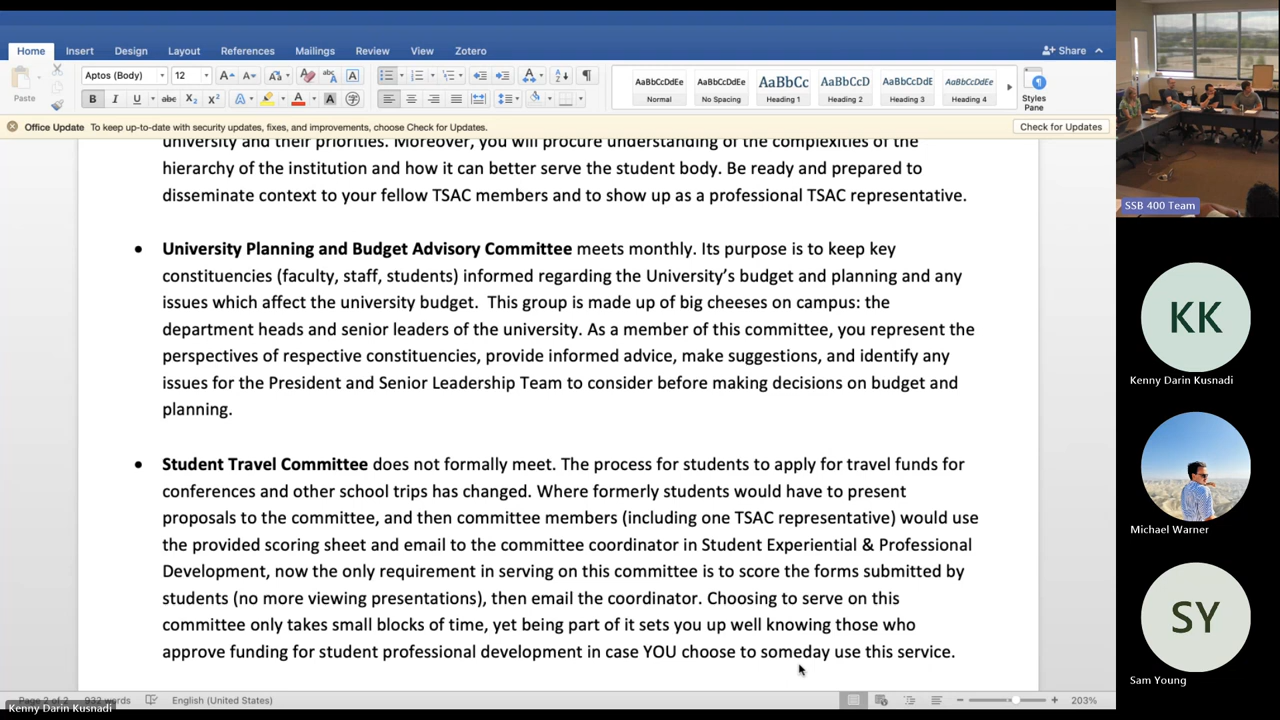 Home Insert Design Layout References Mailings Review View Zotero Share
Paste Aptos (Body) 12 Normal No Spacing Heading 1 Heading 2 Heading 3 Heading 4 Styles Pane
AaBbCcDdEe AaBbCcDdEe AaBbCc AaBbCcD AaBbCcDdE AaBbCcDdEe
Office Update To keep up-to-date with security updates, fixes, and improvements, choose Check for Updates. Check for Updates
university and their priorities. Moreover, you will procure understanding of the complexities of the
hierarchy of the institution and how it can better serve the student body. Be ready and prepared to
disseminate context to your fellow TSAC members and to show up as a professional TSAC representative.
• University Planning and Budget Advisory Committee meets monthly. Its purpose is to keep key
constituencies (faculty, staff, students) informed regarding the University's budget and planning and any
issues which affect the university budget.  This group is made up of big cheeses on campus: the
department heads and senior leaders of the university. As a member of this committee, you represent the
perspectives of respective constituencies, provide informed advice, make suggestions, and identify any
issues for the President and Senior Leadership Team to consider before making decisions on budget and
planning.
• Student Travel Committee does not formally meet. The process for students to apply for travel funds for
conferences and other school trips has changed. Where formerly students would have to present
proposals to the committee, and then committee members (including one TSAC representative) would use
the provided scoring sheet and email to the committee coordinator in Student Experiential & Professional
Development, now the only requirement in serving on this committee is to score the forms submitted by
students (no more viewing presentations), then email the coordinator. Choosing to serve on this
committee only takes small blocks of time, yet being part of it sets you up well knowing those who
approve funding for student professional development in case YOU choose to someday use this service.
Page 2 of 2 932 words English (United States) 203%
Kenny Darin Kusnadi
SSB 400 Team
KK
Kenny Darin Kusnadi
Michael Warner
SY
Sam Young